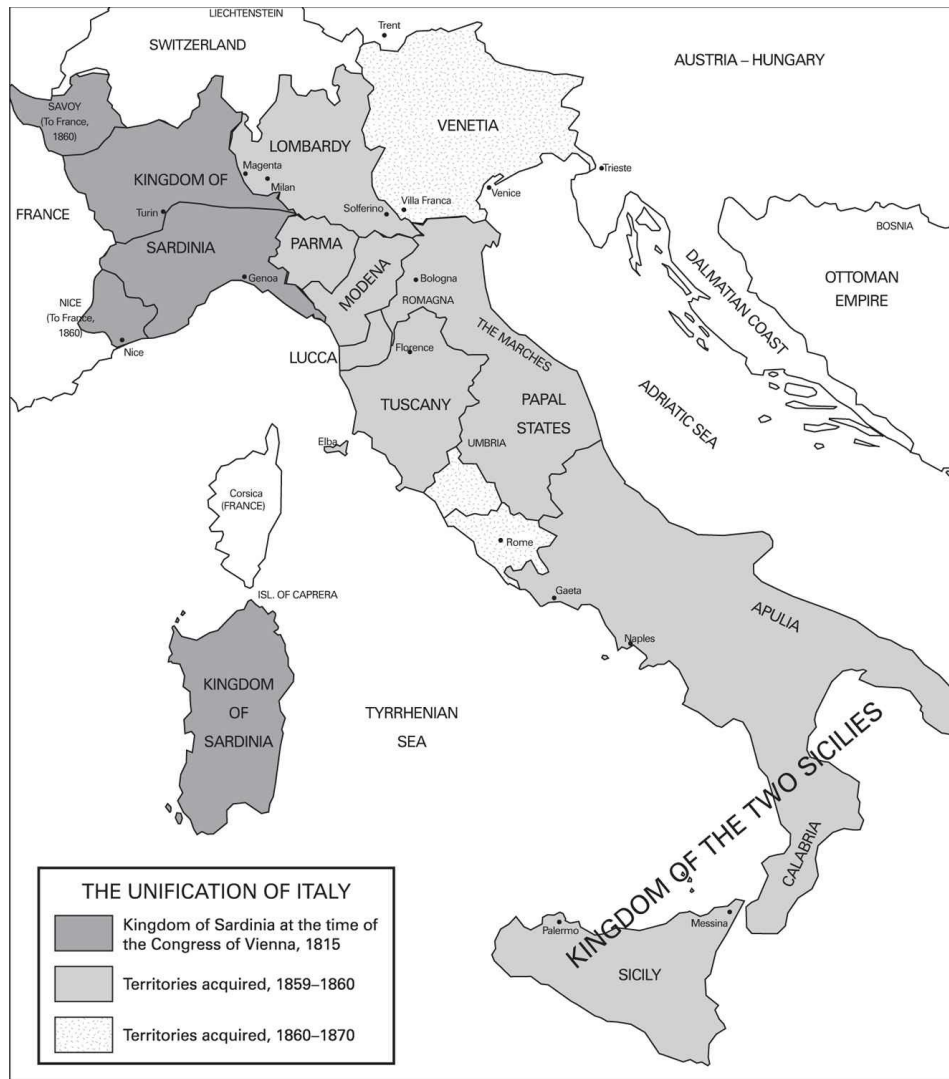 LIECHTENSTEIN
SWITZERLAND
Trent
AUSTRIA – HUNGARY
SAVOY
(To France,
1860)
VENETIA
LOMBARDY
Magenta
Milan
KINGDOM OF
Trieste
Venice
Villa Franca
Solferino
FRANCE
Turin
BOSNIA
SARDINIA
PARMA
MODENA
Bologna
ROMAGNA
Genoa
DALMATIAN COAST
OTTOMAN
EMPIRE
NICE
(To France,
1860)
Nice
LUCCA
Florence
THE MARCHES
TUSCANY
PAPAL
STATES
ADRIATIC SEA
Elba
UMBRIA
Corsica
(FRANCE)
Rome
ISL. OF CAPRERA
Gaeta
APULIA
Naples
KINGDOM
OF
SARDINIA
TYRRHENIAN
SEA
KINGDOM OF THE TWO SICILIES
CALABRIA
Palermo
Messina
SICILY
THE UNIFICATION OF ITALY
Kingdom of Sardinia at the time of
the Congress of Vienna, 1815
Territories acquired, 1859–1860
Territories acquired, 1860–1870